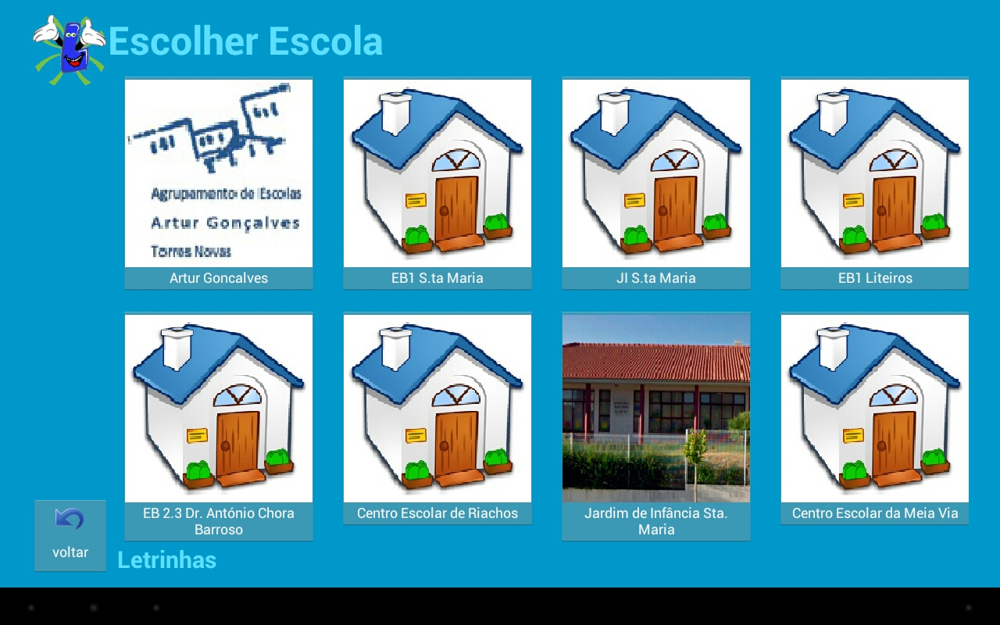 Escolher Escola
Agrupamento de Escolas
Artur Gonçalves
Torres Novas
Artur Goncalves
EB1 S.ta Maria
JI S.ta Maria
EB1 Liteiros
EB 2.3 Dr. António Chora
Barroso
Centro Escolar de Riachos
Jardim de Infância Sta.
Maria
Centro Escolar da Meia Via
voltar
Letrinhas